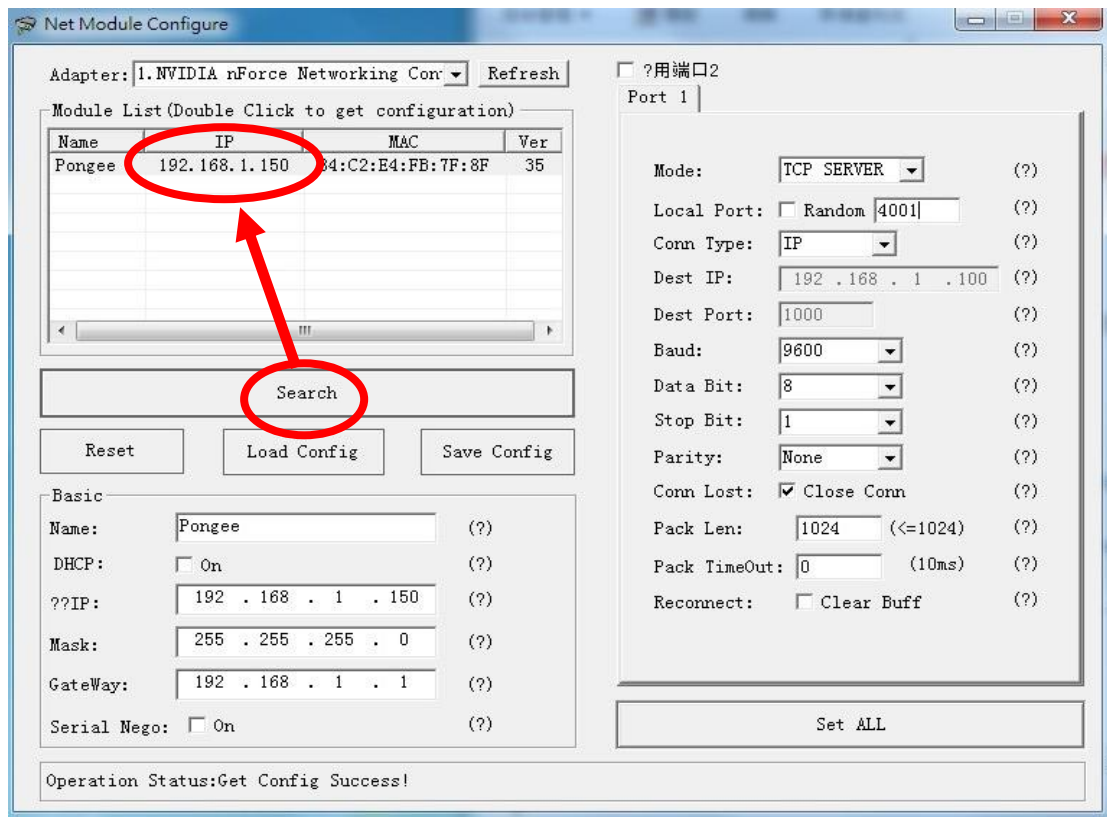 Net Module Configure
Adapter: 1.NVIDIA nForce Networking Con Refresh
Module List(Double Click to get configuration)
Name IP MAC Ver
Pongee 192.168.1.150 84:C2:E4:FB:7F:8F 35
Search
Reset Load Config Save Config
Basic
Name: Pongee (?)
DHCP: On (?)
??IP: 192 . 168 . 1 . 150 (?)
Mask: 255 . 255 . 255 . 0 (?)
GateWay: 192 . 168 . 1 . 1 (?)
Serial Nego: On (?)
?用端口2
Port 1
Mode: TCP SERVER (?)
Local Port: Random 4001 (?)
Conn Type: IP (?)
Dest IP: 192 . 168 . 1 . 100 (?)
Dest Port: 1000 (?)
Baud: 9600 (?)
Data Bit: 8 (?)
Stop Bit: 1 (?)
Parity: None (?)
Conn Lost: Close Conn (?)
Pack Len: 1024 (<=1024) (?)
Pack TimeOut: 0 (10ms) (?)
Reconnect: Clear Buff (?)
Set ALL
Operation Status:Get Config Success!